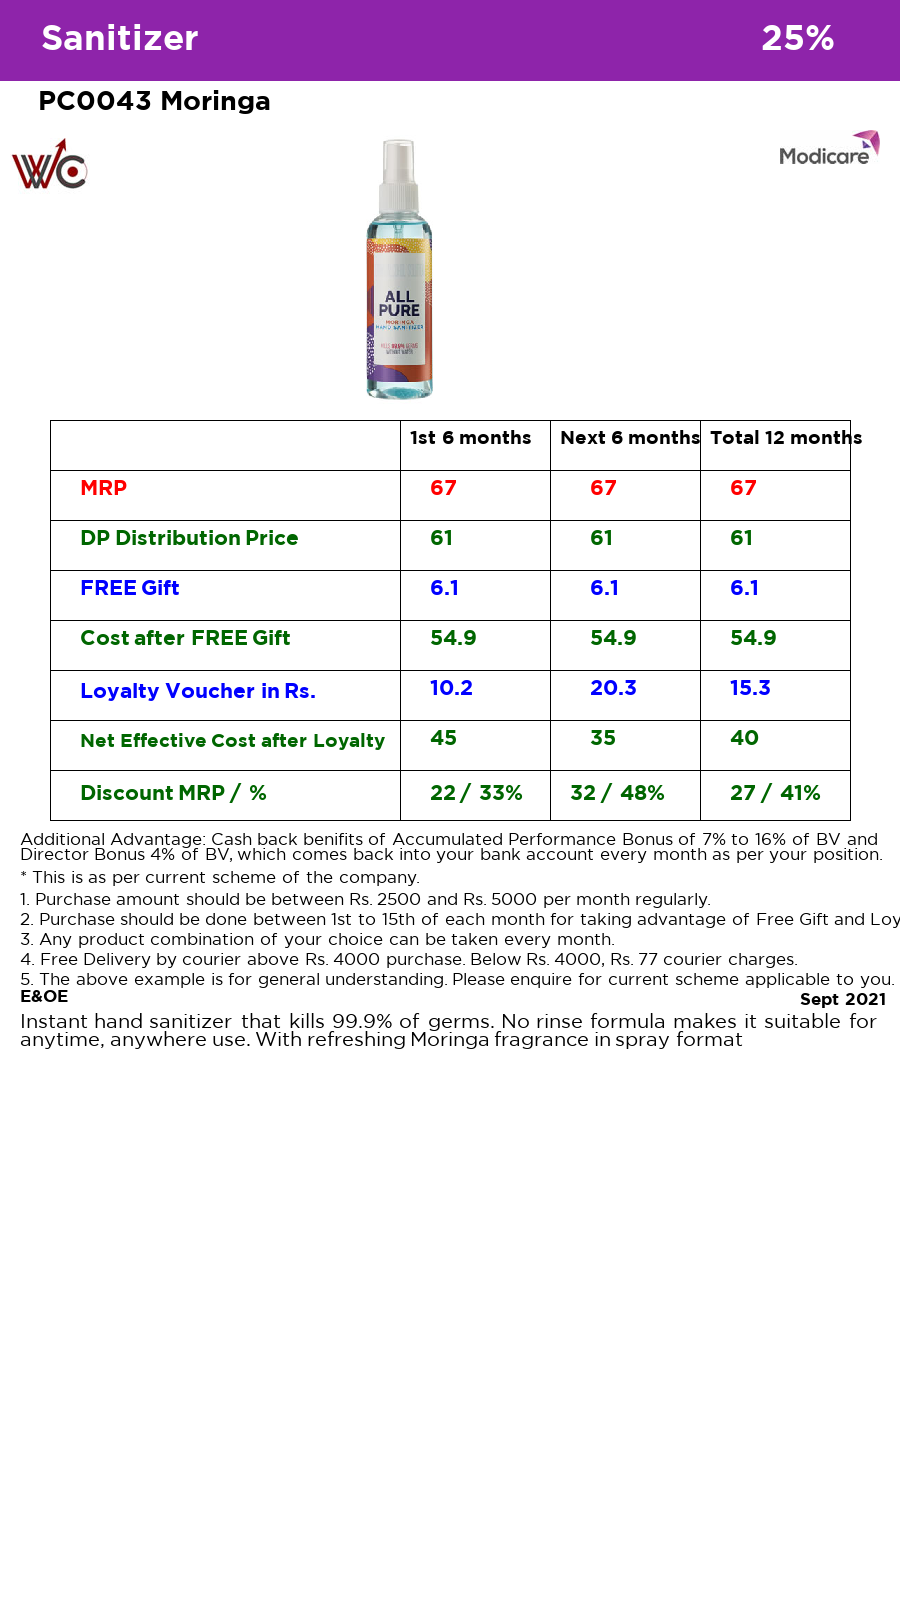 Sanitizer 25%
PC0043 Moringa
WC
Modicare
ALL
PURE
MORINGA
HAND SANITIZER
KILLS 99.9% GERMS
WITHOUT WATER
1st 6 months Next 6 months Total 12 months
MRP 67 67 67
DP Distribution Price 61 61 61
FREE Gift 6.1 6.1 6.1
Cost after FREE Gift 54.9 54.9 54.9
Loyalty Voucher in Rs. 10.2 20.3 15.3
Net Effective Cost after Loyalty 45 35 40
Discount MRP / % 22 / 33% 32 / 48% 27 / 41%
Additional Advantage: Cash back benifits of Accumulated Performance Bonus of 7% to 16% of BV and
Director Bonus 4% of BV, which comes back into your bank account every month as per your position.
* This is as per current scheme of the company.
1. Purchase amount should be between Rs. 2500 and Rs. 5000 per month regularly.
2. Purchase should be done between 1st to 15th of each month for taking advantage of Free Gift and Loy
3. Any product combination of your choice can be taken every month.
4. Free Delivery by courier above Rs. 4000 purchase. Below Rs. 4000, Rs. 77 courier charges.
5. The above example is for general understanding. Please enquire for current scheme applicable to you.
E&OE
Sept 2021
Instant hand sanitizer that kills 99.9% of germs. No rinse formula makes it suitable for
anytime, anywhere use. With refreshing Moringa fragrance in spray format